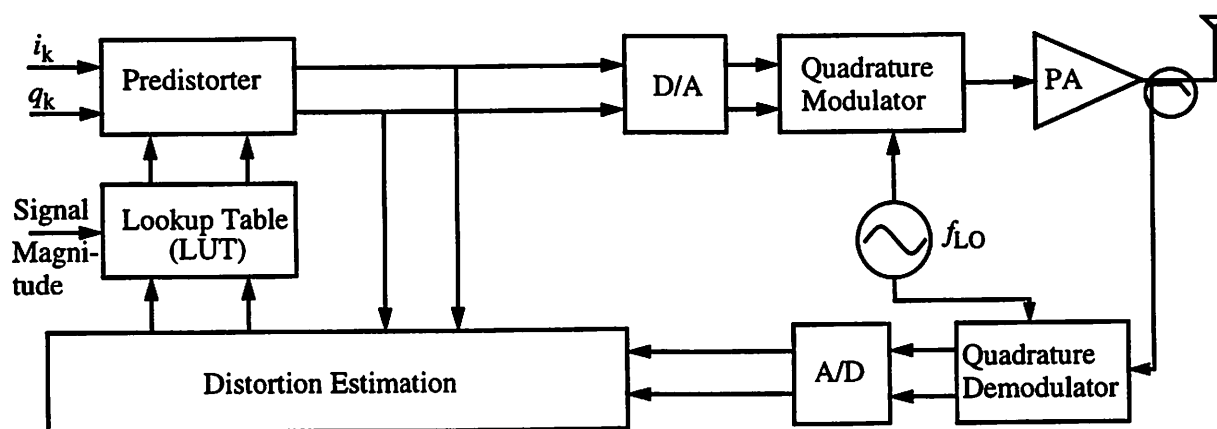 i_k
q_k
Predistorter
D/A
Quadrature
Modulator
PA
Signal
Magni-
tude
Lookup Table
(LUT)
f_LO
Distortion Estimation
A/D
Quadrature
Demodulator